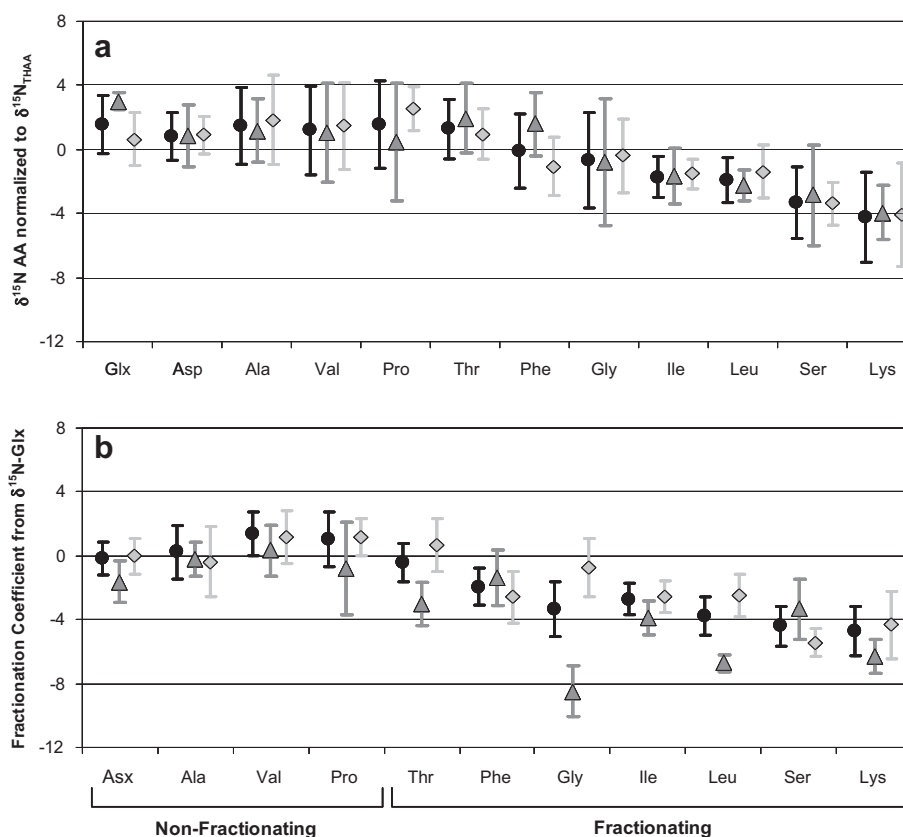 a
δ¹⁵N AA normalized to δ¹⁵N_THAA
8
4
0
-4
-8
-12
Glx Asp Ala Val Pro Thr Phe Gly Ile Leu Ser Lys
b
Fractionation Coefficient from δ¹⁵N-Glx
8
4
0
-4
-8
-12
Asx Ala Val Pro Thr Phe Gly Ile Leu Ser Lys
Non-Fractionating Fractionating